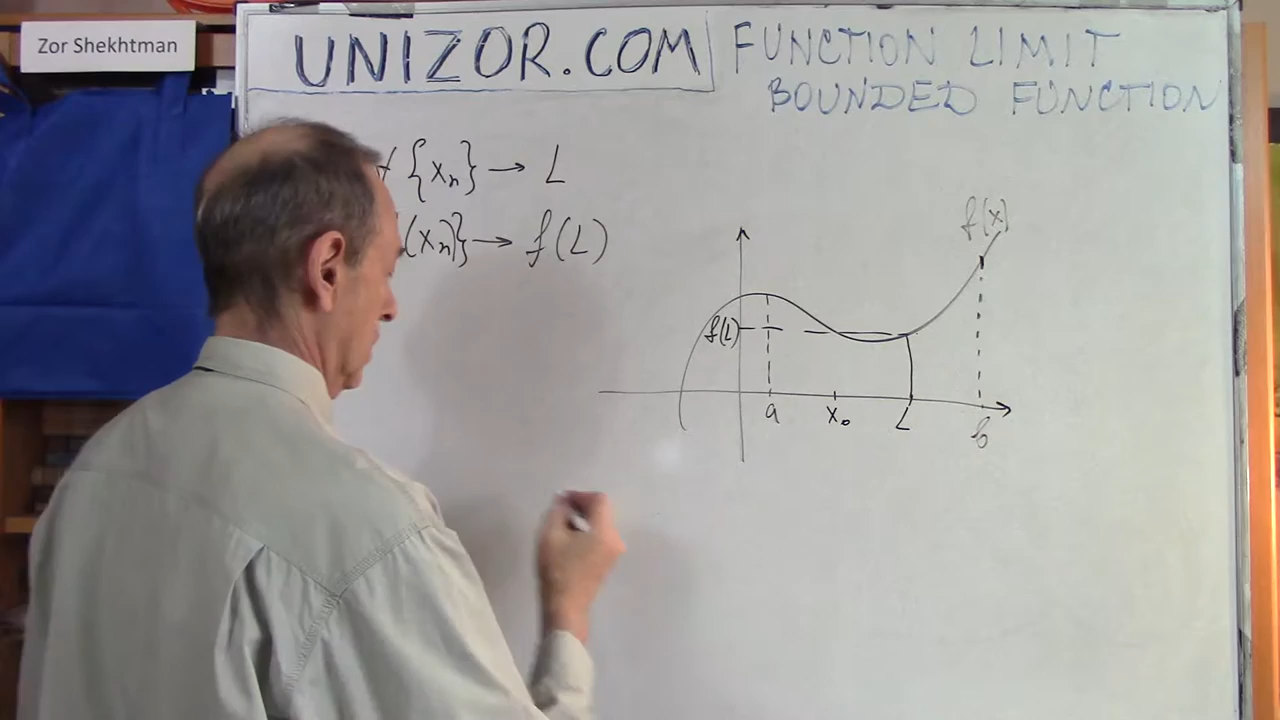 Zor Shekhtman
UNIZOR.COM
FUNCTION LIMIT
BOUNDED FUNCTION
{xₙ} → L
(xₙ)} → f(L)
f(x)
f(L)
a
x₀
L
b